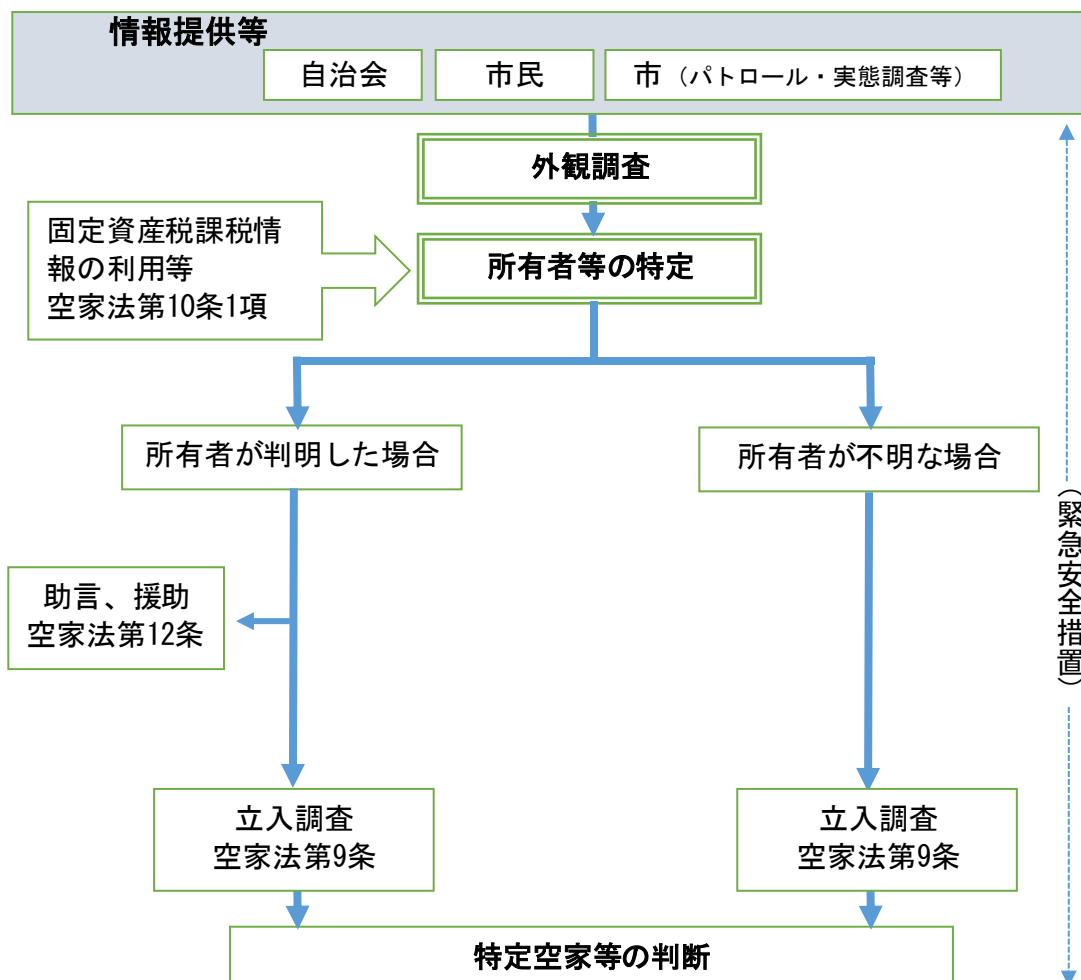 情報提供等
自治会
市民
市（パトロール・実態調査等）
外観調査
固定資産税課税情
報の利用等
空家法第10条1項
所有者等の特定
所有者が判明した場合
所有者が不明な場合
助言、援助
空家法第12条
（緊急安全措置）
立入調査
空家法第9条
立入調査
空家法第9条
特定空家等の判断